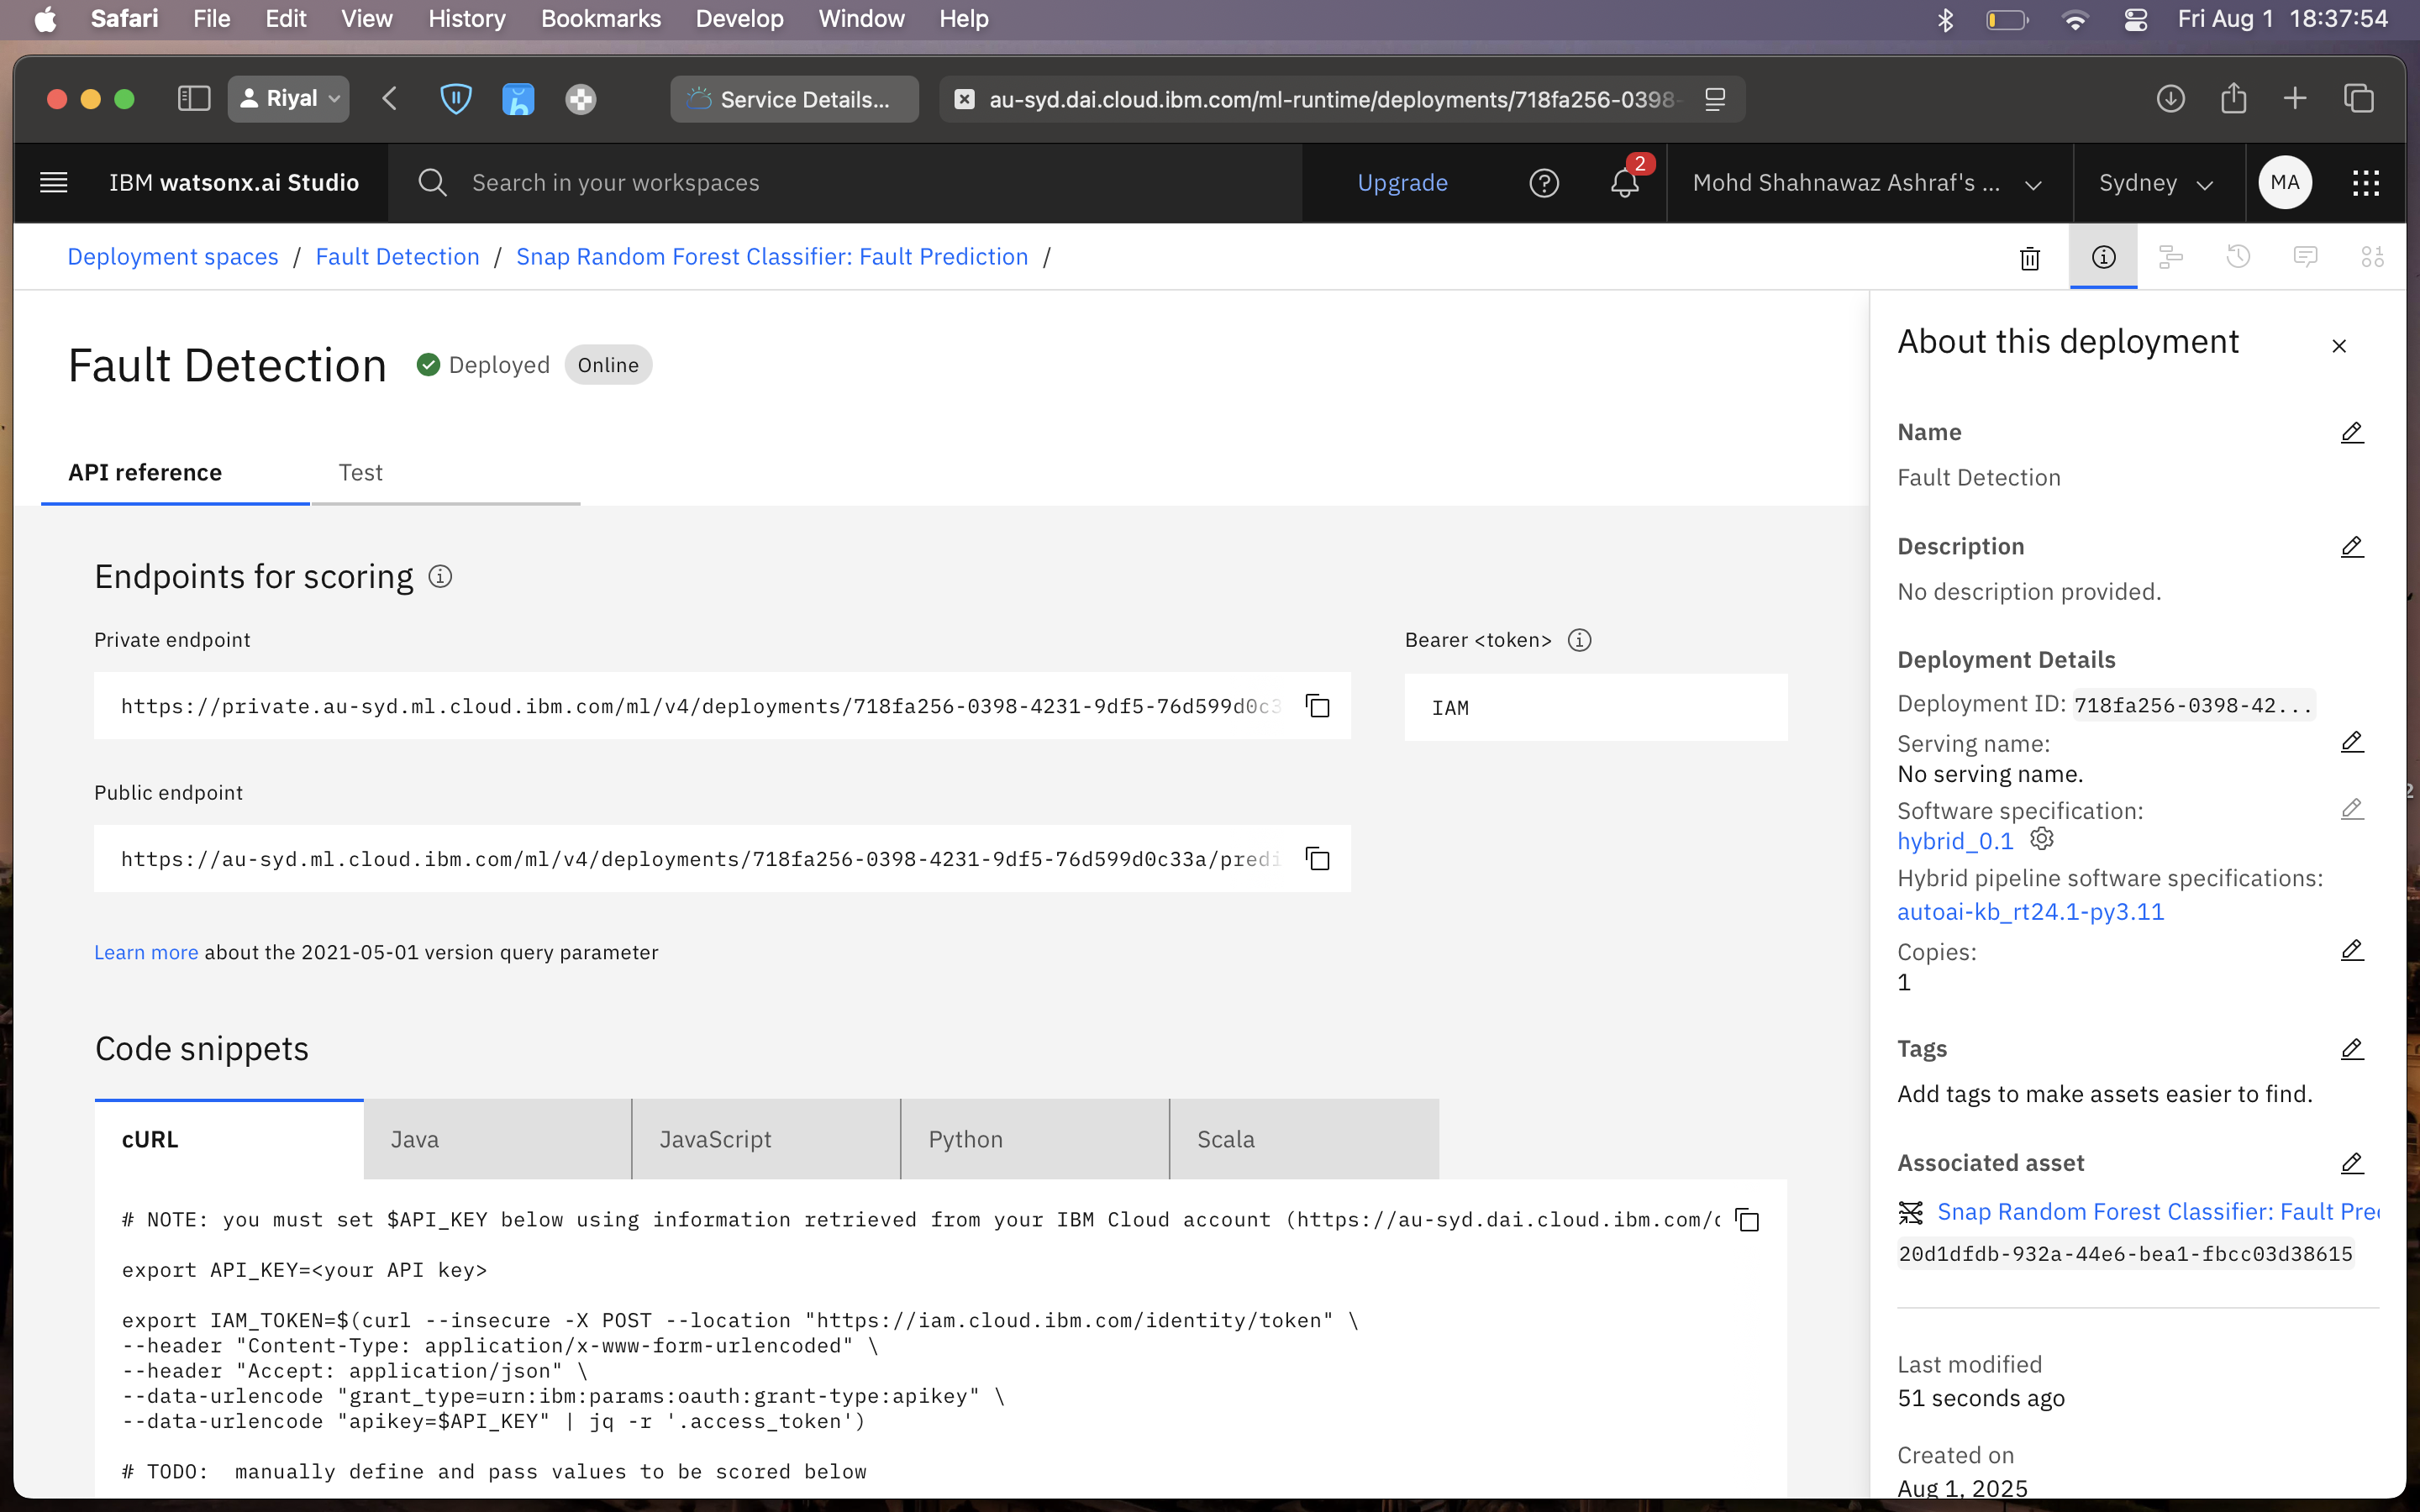 Safari File Edit View History Bookmarks Develop Window Help Fri Aug 1 18:37:54
Riyal Service Details... au-syd.dai.cloud.ibm.com/ml-runtime/deployments/718fa256-0398-
IBM watsonx.ai Studio Search in your workspaces Upgrade 2 Mohd Shahnawaz Ashraf's ... Sydney MA
Deployment spaces / Fault Detection / Snap Random Forest Classifier: Fault Prediction /
Fault Detection Deployed Online
API reference Test
Endpoints for scoring
Private endpoint
https://private.au-syd.ml.cloud.ibm.com/ml/v4/deployments/718fa256-0398-4231-9df5-76d599d0c3
Bearer <token>
IAM
Public endpoint
https://au-syd.ml.cloud.ibm.com/ml/v4/deployments/718fa256-0398-4231-9df5-76d599d0c33a/predi
Learn more about the 2021-05-01 version query parameter
Code snippets
cURL Java JavaScript Python Scala
# NOTE: you must set $API_KEY below using information retrieved from your IBM Cloud account (https://au-syd.dai.cloud.ibm.com/
export API_KEY=<your API key>
export IAM_TOKEN=$(curl --insecure -X POST --location "https://iam.cloud.ibm.com/identity/token" \
--header "Content-Type: application/x-www-form-urlencoded" \
--header "Accept: application/json" \
--data-urlencode "grant_type=urn:ibm:params:oauth:grant-type:apikey" \
--data-urlencode "apikey=$API_KEY" | jq -r '.access_token')
# TODO:  manually define and pass values to be scored below
About this deployment
Name
Fault Detection
Description
No description provided.
Deployment Details
Deployment ID: 718fa256-0398-42...
Serving name:
No serving name.
Software specification:
hybrid_0.1
Hybrid pipeline software specifications:
autoai-kb_rt24.1-py3.11
Copies:
1
Tags
Add tags to make assets easier to find.
Associated asset
Snap Random Forest Classifier: Fault Pre
20d1dfdb-932a-44e6-bea1-fbcc03d38615
Last modified
51 seconds ago
Created on
Aug 1, 2025